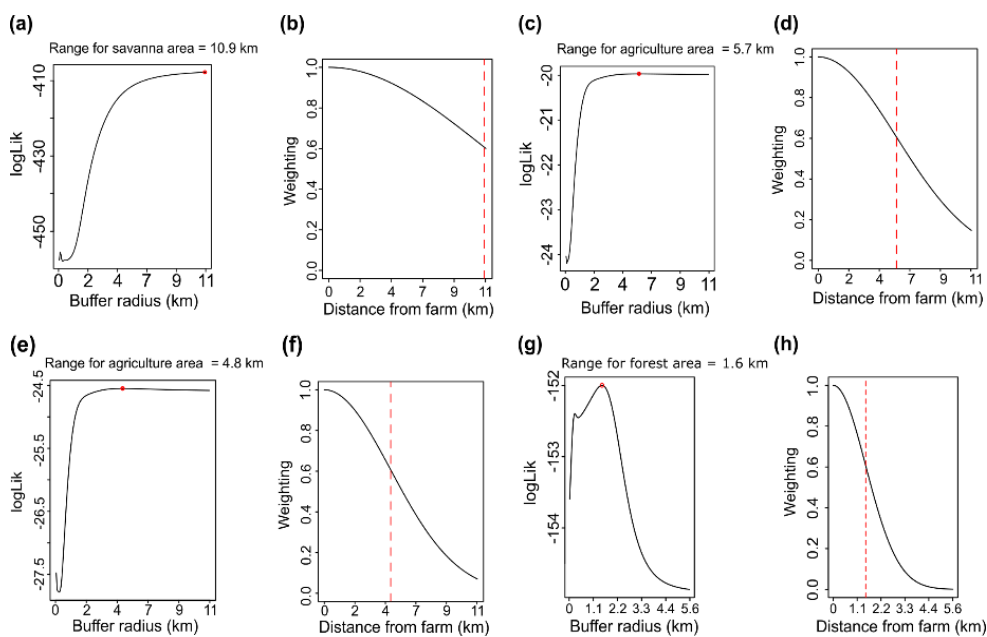 (a)
Range for savanna area = 10.9 km
logLik
-410
-430
-450
0 2 4 7 9 11
Buffer radius (km)
(b)
Weighting
1.0
0.8
0.6
0.4
0.2
0.0
0 2 4 7 9 11
Distance from farm (km)
(c)
Range for agriculture area = 5.7 km
logLik
-20
-21
-22
-23
-24
0 2 4 7 9 11
Buffer radius (km)
(d)
Weighting
1.0
0.8
0.6
0.4
0.2
0.0
0 2 4 7 9 11
Distance from farm (km)
(e)
Range for agriculture area = 4.8 km
logLik
-24.5
-25.5
-26.5
-27.5
0 2 4 7 9 11
Buffer radius (km)
(f)
Weighting
1.0
0.8
0.6
0.4
0.2
0.0
0 2 4 7 9 11
Distance from farm (km)
(g)
Range for forest area = 1.6 km
logLik
-152
-153
-154
0 1.1 2.2 3.3 4.4 5.6
Buffer radius (km)
(h)
Weighting
1.0
0.8
0.6
0.4
0.2
0.0
0 1.1 2.2 3.3 4.4 5.6
Distance from farm (km)